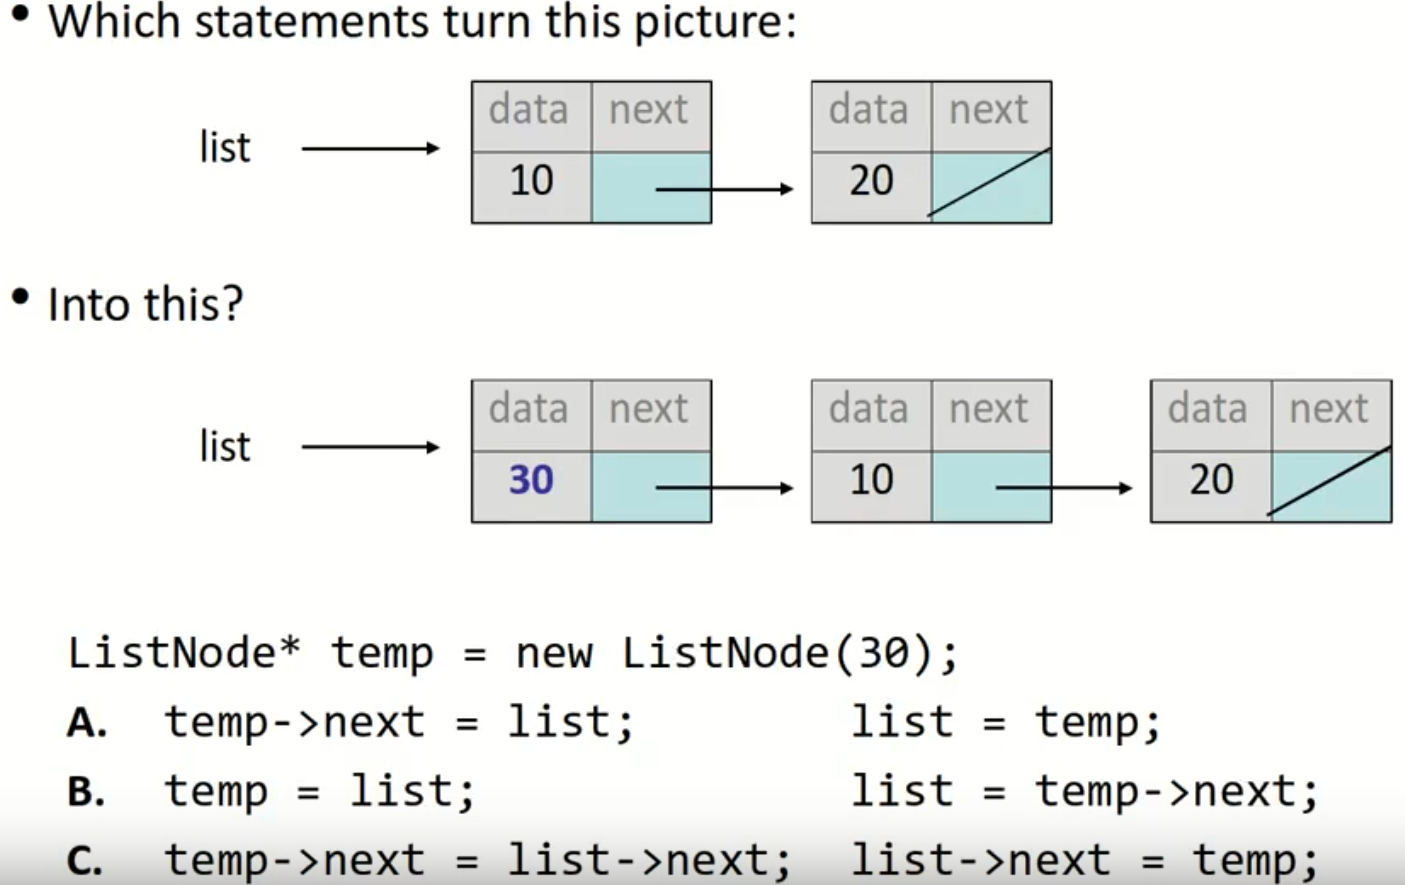 • Which statements turn this picture:
data next data next
list
10 20
• Into this?
data next data next data next
list
30 10 20
ListNode* temp = new ListNode(30);
A. temp->next = list; list = temp;
B. temp = list; list = temp->next;
C. temp->next = list->next; list->next = temp;